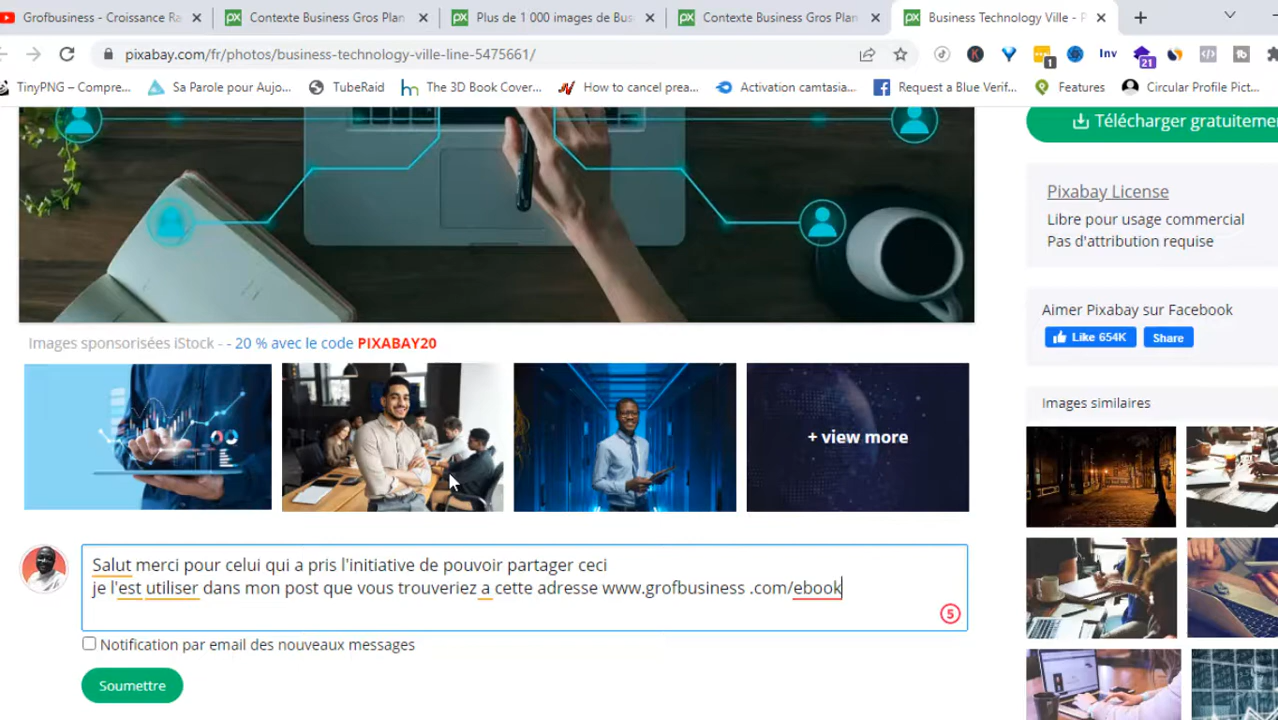 Grofbusiness - Croissance Ra
Contexte Business Gros Plan
Plus de 1 000 images de Bus
Contexte Business Gros Plan
Business Technology Ville - P
pixabay.com/fr/photos/business-technology-ville-line-5475661/
Inv
1
21
TinyPNG – Compre...
Sa Parole pour Aujo...
TubeRaid
The 3D Book Cover...
How to cancel prea...
Activation camtasia...
Request a Blue Verif...
Features
Circular Profile Pict...
Télécharger gratuiteme
Pixabay License
Libre pour usage commercial
Pas d'attribution requise
Aimer Pixabay sur Facebook
Like 654K
Share
Images sponsorisées iStock - - 20 % avec le code PIXABAY20
+ view more
Images similaires
Salut merci pour celui qui a pris l'initiative de pouvoir partager ceci
je l'est utiliser dans mon post que vous trouveriez a cette adresse www.grofbusiness .com/ebook
5
Notification par email des nouveaux messages
Soumettre